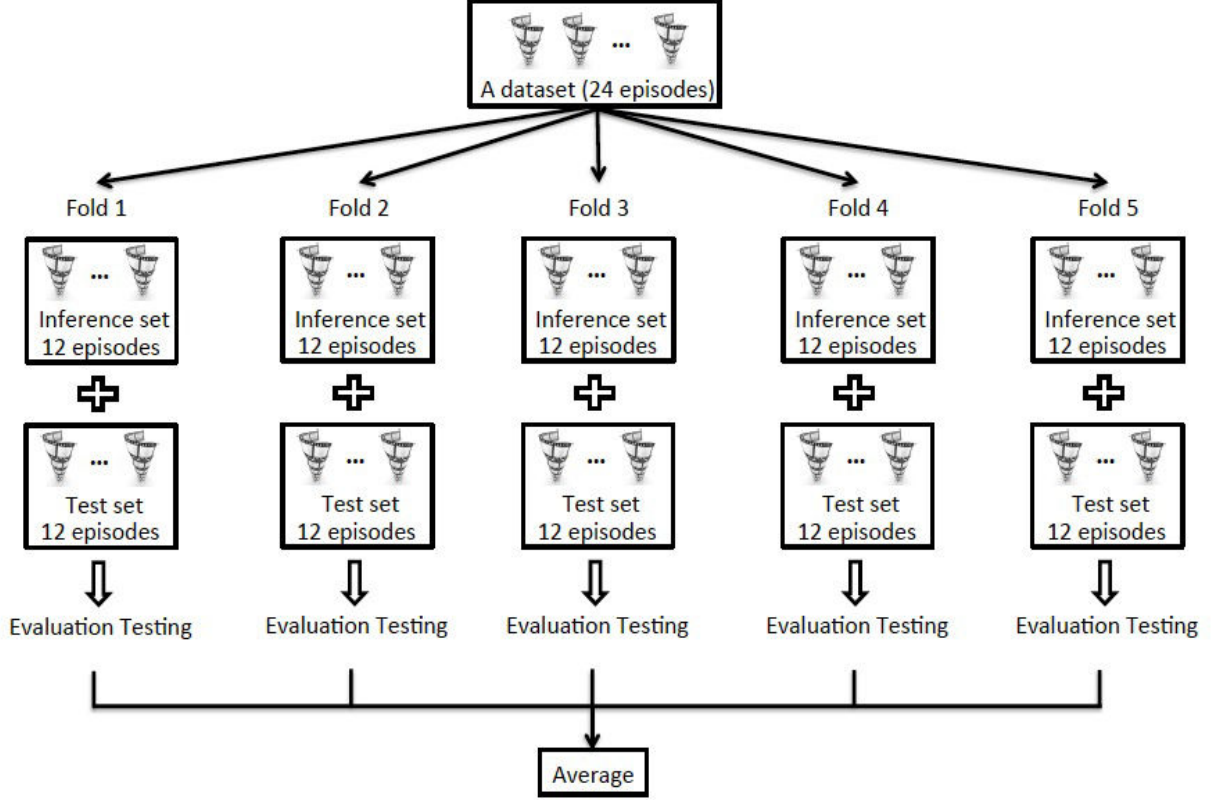 ...
A dataset (24 episodes)
Fold 1
Fold 2
Fold 3
Fold 4
Fold 5
...
...
...
...
...
Inference set
12 episodes
Inference set
12 episodes
Inference set
12 episodes
Inference set
12 episodes
Inference set
12 episodes
...
...
...
...
...
Test set
12 episodes
Test set
12 episodes
Test set
12 episodes
Test set
12 episodes
Test set
12 episodes
Evaluation Testing
Evaluation Testing
Evaluation Testing
Evaluation Testing
Evaluation Testing
Average